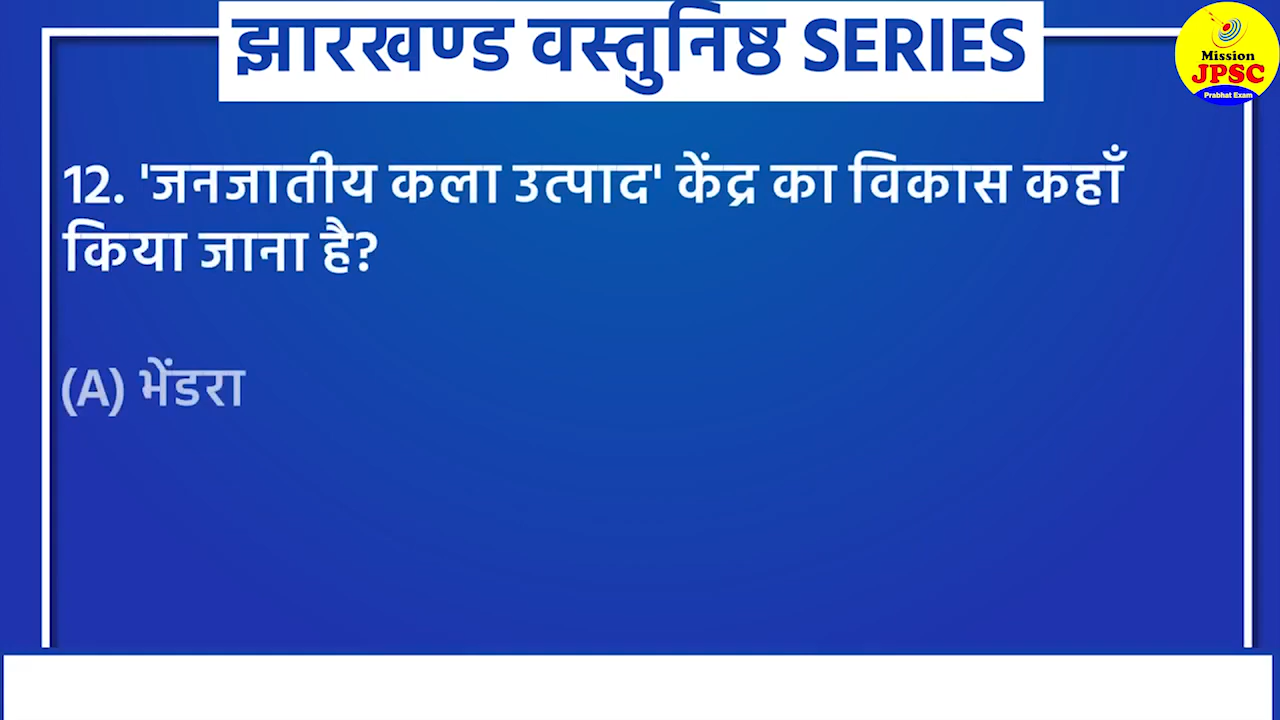 झारखण्ड वस्तुनिष्ठ SERIES
Mission
JPSC
Prabhat Exam
12. 'जनजातीय कला उत्पाद' केंद्र का विकास कहाँ
किया जाना है?
(A) भेंडरा